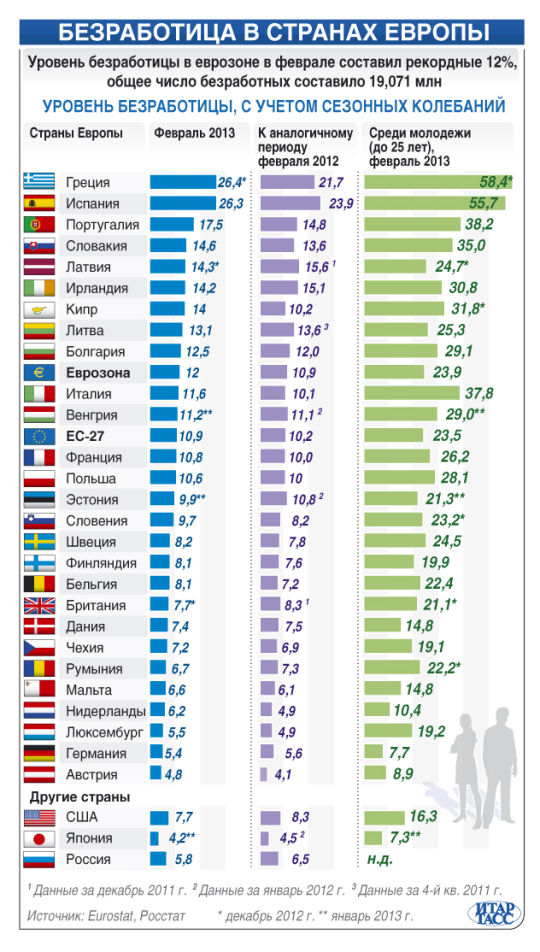 БЕЗРАБОТИЦА В СТРАНАХ ЕВРОПЫ
Уровень безработицы в еврозоне в феврале составил рекордные 12%,
общее число безработных составило 19,071 млн
УРОВЕНЬ БЕЗРАБОТИЦЫ, С УЧЕТОМ СЕЗОННЫХ КОЛЕБАНИЙ
Страны Европы Февраль 2013 К аналогичному Среди молодежи
периоду (до 25 лет),
февраля 2012 февраль 2013
Греция 26,4* 21,7 58,4*
Испания 26,3 23,9 55,7
Португалия 17,5 14,8 38,2
Словакия 14,6 13,6 35,0
Латвия 14,3* 15,6 ¹ 24,7*
Ирландия 14,2 15,1 30,8
Кипр 14 10,2 31,8*
Литва 13,1 13,6 ³ 25,3
Болгария 12,5 12,0 29,1
Еврозона 12 10,9 23,9
Италия 11,6 10,1 37,8
Венгрия 11,2** 11,1 ² 29,0**
ЕС-27 10,9 10,2 23,5
Франция 10,8 10,0 26,2
Польша 10,6 10 28,1
Эстония 9,9** 10,8 ² 21,3**
Словения 9,7 8,2 23,2*
Швеция 8,2 7,8 24,5
Финляндия 8,1 7,6 19,9
Бельгия 8,1 7,2 22,4
Британия 7,7* 8,3 ¹ 21,1*
Дания 7,4 7,5 14,8
Чехия 7,2 6,9 19,1
Румыния 6,7 7,3 22,2*
Мальта 6,6 6,1 14,8
Нидерланды 6,2 4,9 10,4
Люксембург 5,5 4,9 19,2
Германия 5,4 5,6 7,7
Австрия 4,8 4,1 8,9
Другие страны
США 7,7 8,3 16,3
Япония 4,2** 4,5 ² 7,3**
Россия 5,8 6,5 н.д.
¹ Данные за декабрь 2011 г. ² Данные за январь 2012 г. ³ Данные за 4-й кв. 2011 г.
Источник: Eurostat, Росстат * декабрь 2012 г. ** январь 2013 г.
ИТАР
ТАСС